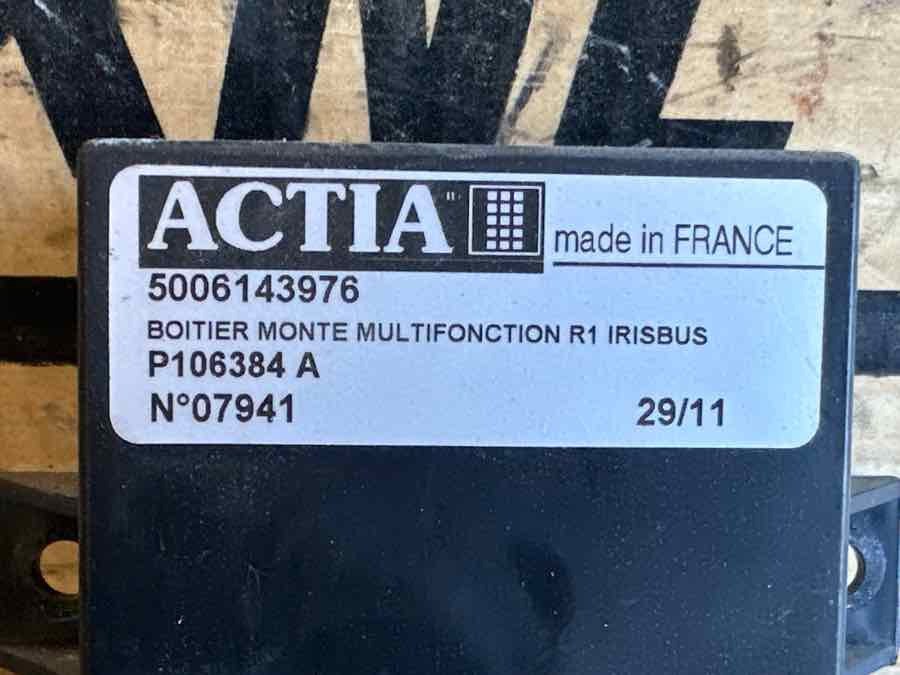 ACTIA
made in FRANCE
5006143976
BOITIER MONTE MULTIFONCTION R1 IRISBUS
P106384 A
N°07941 29/11